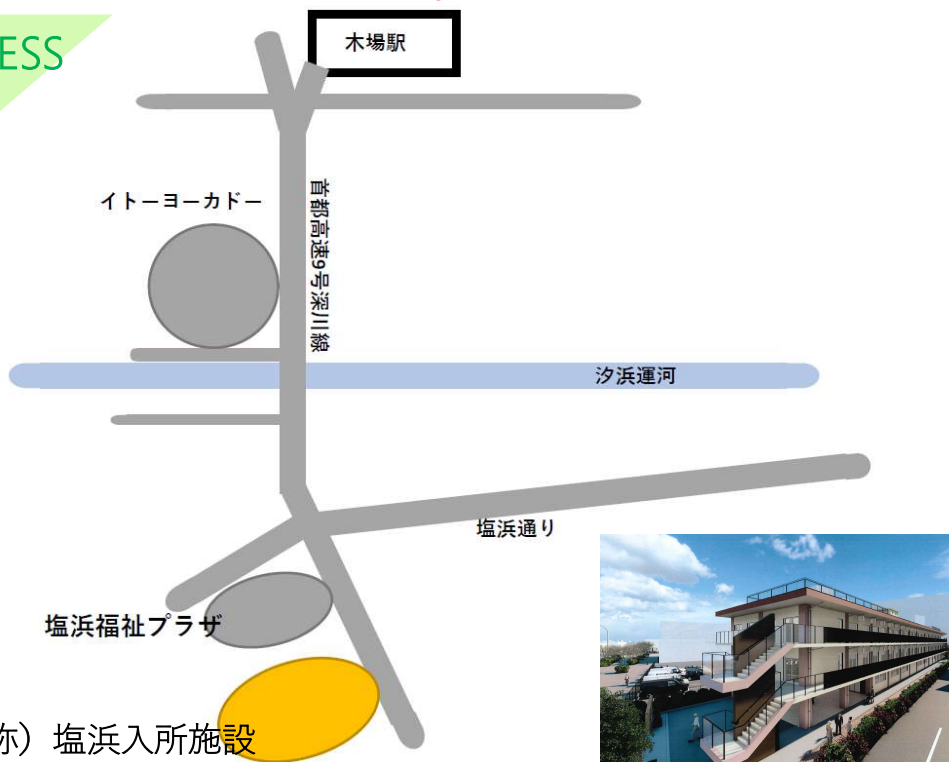 ESS
木場駅
イトーヨーカドー
首都高速9号深川線
汐浜運河
塩浜通り
塩浜福祉プラザ
称）塩浜入所施設